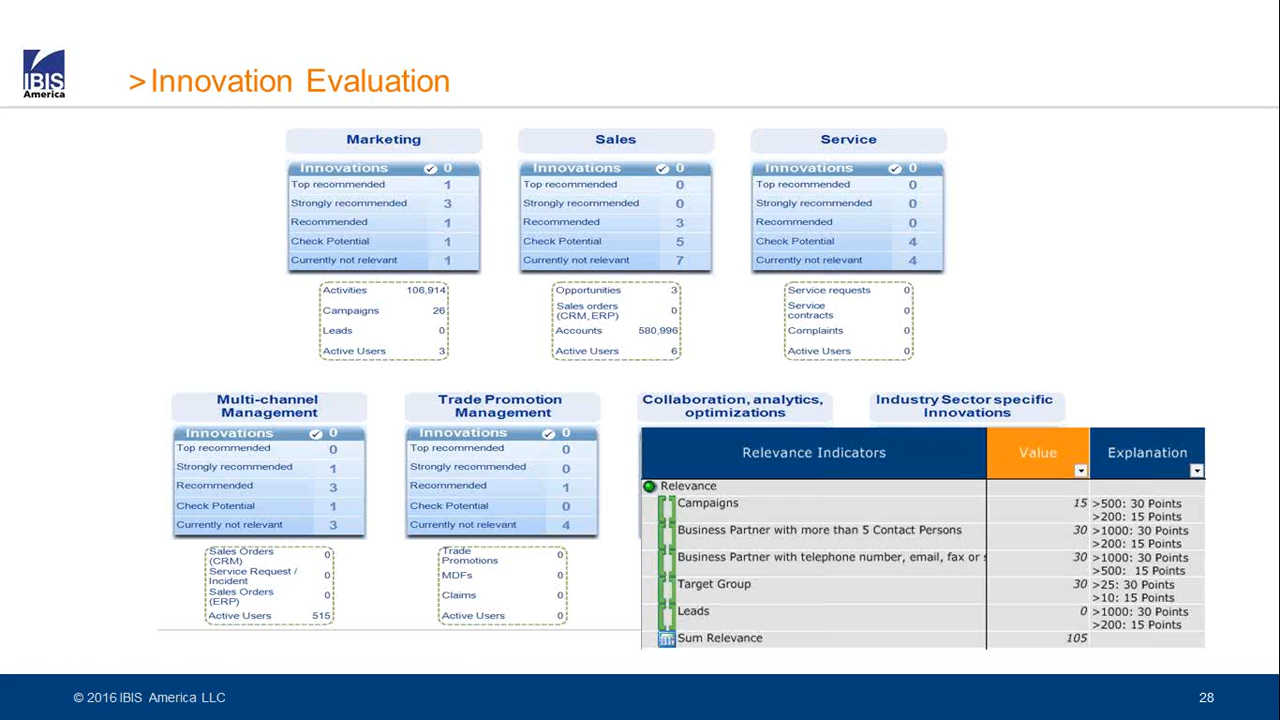 IBIS
America
> Innovation Evaluation
Marketing
Innovations 0
Top recommended 1
Strongly recommended 3
Recommended 1
Check Potential 1
Currently not relevant 1
Activities 106,914
Campaigns 26
Leads 0
Active Users 3
Sales
Innovations 0
Top recommended 0
Strongly recommended 0
Recommended 3
Check Potential 5
Currently not relevant 7
Opportunities 3
Sales orders
(CRM, ERP) 0
Accounts 580,996
Active Users 6
Service
Innovations 0
Top recommended 0
Strongly recommended 0
Recommended 0
Check Potential 4
Currently not relevant 4
Service requests 0
Service
contracts 0
Complaints 0
Active Users 0
Multi-channel
Management
Innovations 0
Top recommended 0
Strongly recommended 1
Recommended 3
Check Potential 1
Currently not relevant 3
Sales Orders
(CRM) 0
Service Request /
Incident 0
Sales Orders
(ERP) 0
Active Users 515
Trade Promotion
Management
Innovations 0
Top recommended 0
Strongly recommended 0
Recommended 1
Check Potential 0
Currently not relevant 4
Trade
Promotions 0
MDFs 0
Claims 0
Active Users 0
Collaboration, analytics,
optimizations
Industry Sector specific
Innovations
Relevance Indicators Value Explanation
Relevance
Campaigns 15 >500: 30 Points
>200: 15 Points
Business Partner with more than 5 Contact Persons 30 >1000: 30 Points
>200: 15 Points
Business Partner with telephone number, email, fax or s 30 >1000: 30 Points
>500: 15 Points
Target Group 30 >25: 30 Points
>10: 15 Points
Leads 0 >1000: 30 Points
>200: 15 Points
Sum Relevance 105
© 2016 IBIS America LLC
28